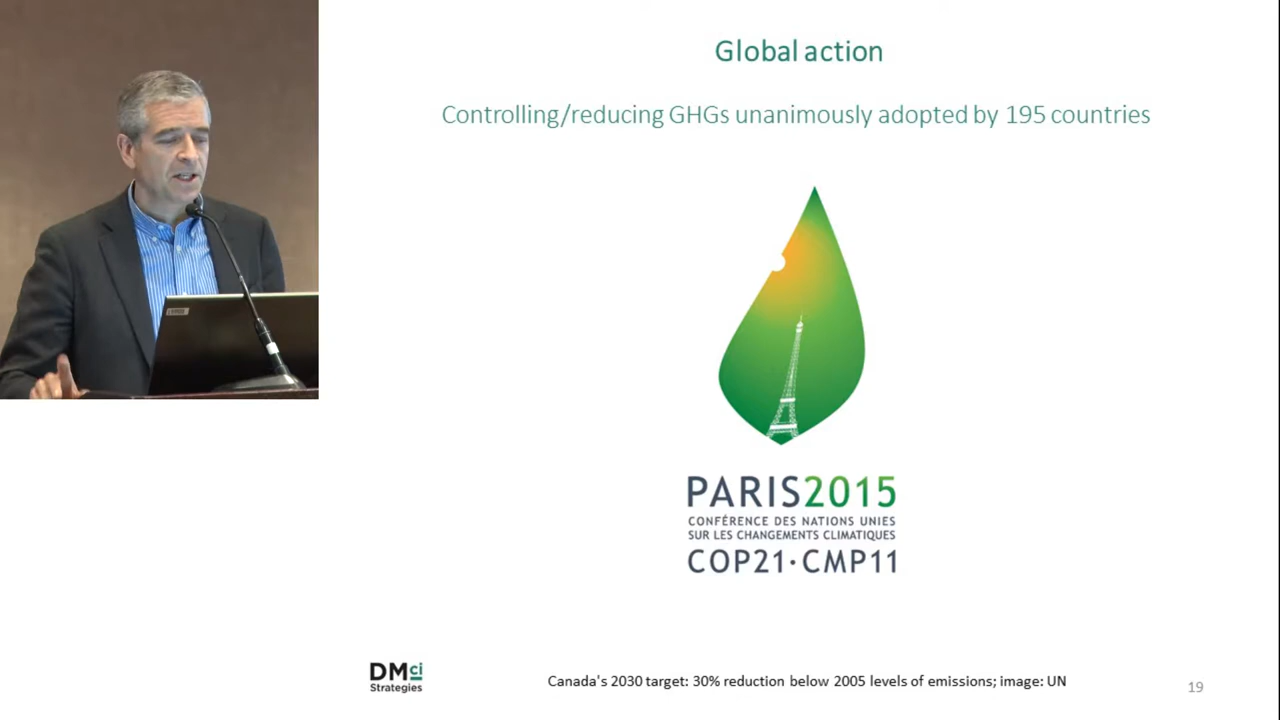 Global action
Controlling/reducing GHGs unanimously adopted by 195 countries
PARIS2015
CONFÉRENCE DES NATIONS UNIES
SUR LES CHANGEMENTS CLIMATIQUES
COP21·CMP11
DMci
Strategies
Canada's 2030 target: 30% reduction below 2005 levels of emissions; image: UN
19